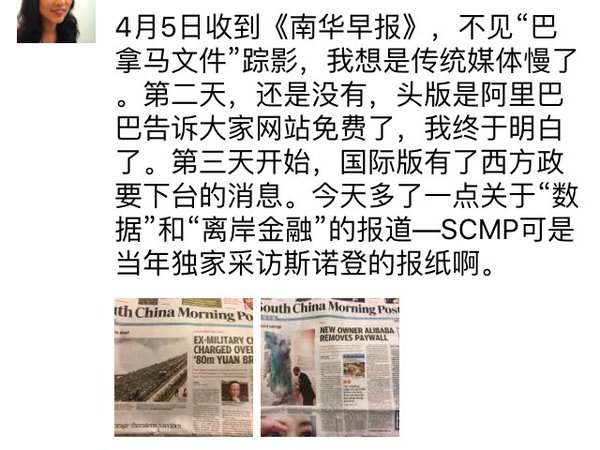 4月5日收到《南华早报》，不见“巴
拿马文件”踪影，我想是传统媒体慢了
。第二天，还是没有，头版是阿里巴
巴告诉大家网站免费了，我终于明白
了。第三天开始，国际版有了西方政
要下台的消息。今天多了一点关于“数
据”和“离岸金融”的报道—SCMP可是
当年独家采访斯诺登的报纸啊。
uth China Morning Po
EX-MILITARY C
CHARGED OVER
‘80m YUAN BR
orage threatens vaccines
South China Morning Post
NEW OWNER ALIBABA
REMOVES PAYWALL